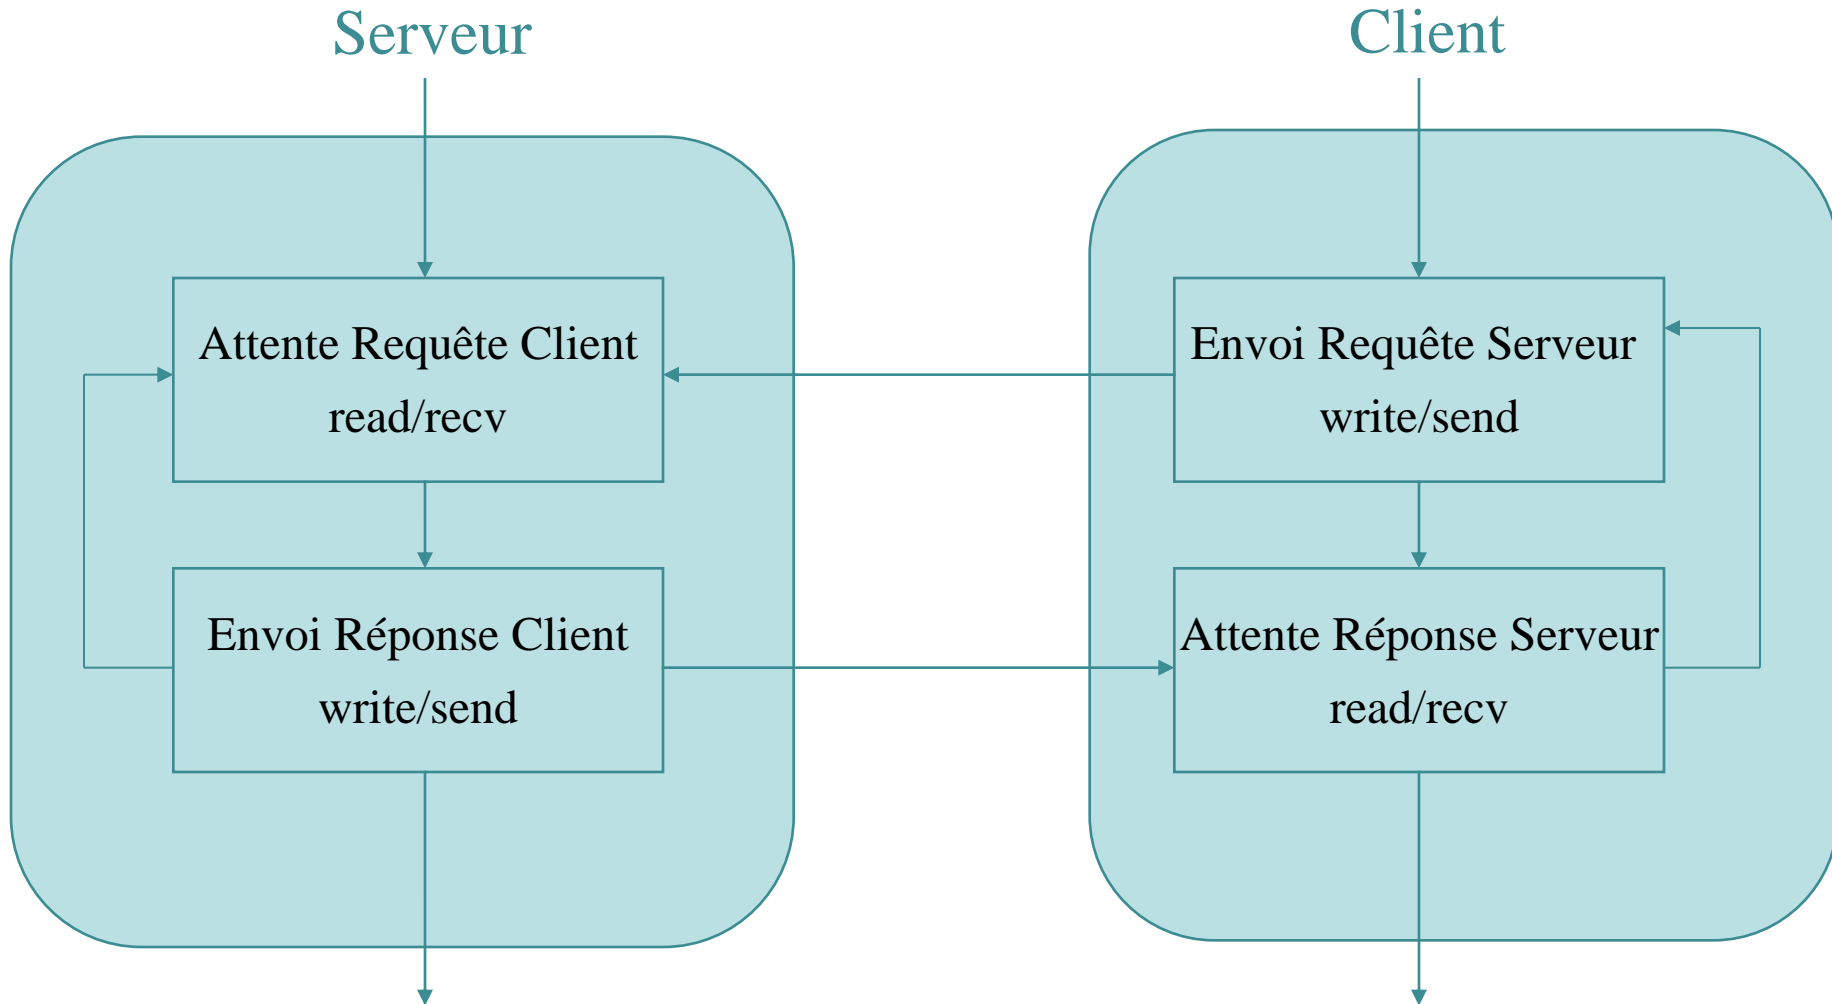 Serveur
Client
Attente Requête Client
read/recv
Envoi Requête Serveur
write/send
Envoi Réponse Client
write/send
Attente Réponse Serveur
read/recv